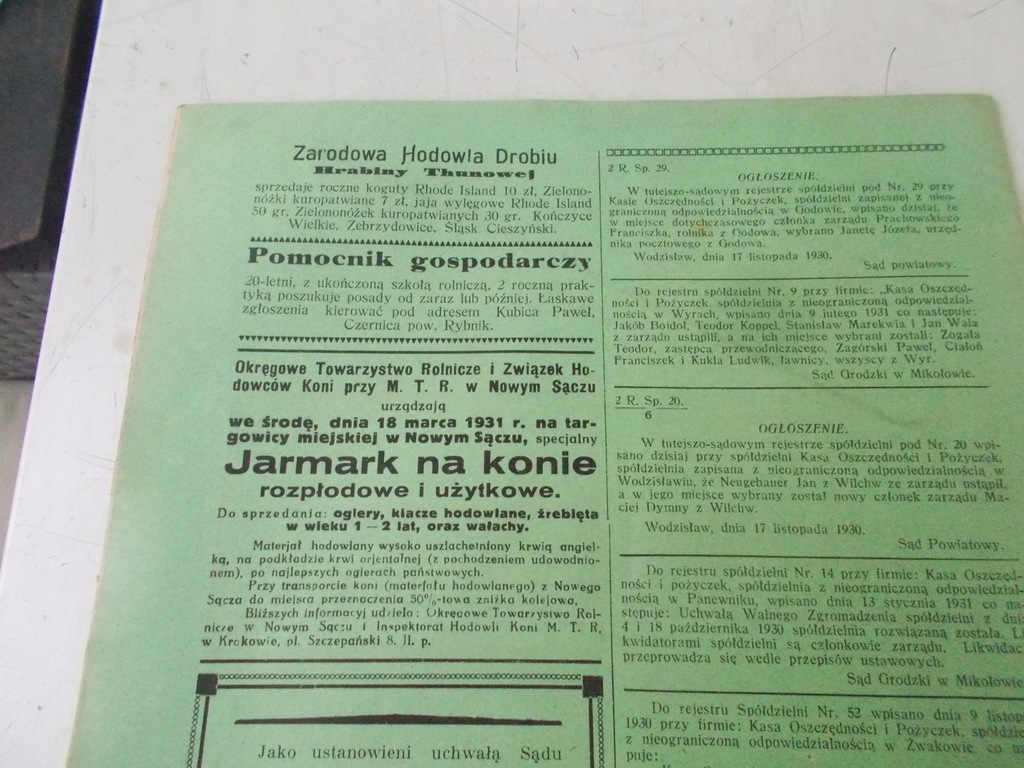 Zarodowa Hodowla Drobiu
Hrabiny Thunowej
sprzedaje roczne koguty Rhode Island 10 zł, Zielono-
nóżki kuropatwiane 7 zł, jaja wylęgowe Rhode Island
50 gr, Zielononóżek kuropatwianych 30 gr. Kończyce
Wielkie, Zebrzydowice, Śląsk Cieszyński.
Pomocnik gospodarczy
20-letni, z ukończoną szkołą rolniczą, 2 roczną prak-
tyką poszukuje posady od zaraz lub później. Łaskawe
zgłoszenia kierować pod adresem Kubica Paweł,
Czernica pow. Rybnik.
Okręgowe Towarzystwo Rolnicze i Związek Ho-
dowców Koni przy M. T. R. w Nowym Sączu
urządzają
we środę, dnia 18 marca 1931 r. na tar-
gowicy miejskiej w Nowym Sączu, specjalny
Jarmark na konie
rozpłodowe i użytkowe.
Do sprzedania: ogiery, klacze hodowlane, źrebięta
w wieku 1 — 2 lat, oraz wałachy.
Materjał hodowlany wysoko uszlachetniony krwią angiel-
ką, na podkładzie krwi orjentalnej (z pochodzeniem udowodnio-
nem), po najlepszych ogierach państwowych.
Przy transporcie koni (materjału hodowlanego) z Nowego
Sącza do miejsca przeznaczenia 50%-towa zniżka kolejowa.
Bliższych informacyj udziela: Okręgowe Towarzystwo Rol-
nicze w Nowym Sączu i Inspektorat Hodowli Koni M. T. R,
w Krakowie, pl. Szczepański 8. II. p.
Jako ustanowieni uchwałą Sądu
2 R. Sp. 29.
OGŁOSZENIE.
W tutejszo-sądowym rejestrze spółdzielni pod Nr. 29 przy
Kasie Oszczędności i Pożyczek, spółdzielni zapisanej z nieo-
graniczoną odpowiedzialnością w Godowie, wpisano dzisiaj, że
w miejsce dotychczasowego członka zarządu Prachowskiego
Franciszka, rolnika z Godowa, wybrano Janetę Józefa, urzęd-
nika pocztowego z Godowa.
Wodzisław, dnia 17 listopada 1930.
Sąd powiatowy.
Do rejestru spółdzielni Nr. 9 przy firmie: „Kasa Oszczęd-
ności i Pożyczek, spółdzielnia z nieograniczoną odpowiedzial-
nością w Wyrach, wpisano dnia 9 lutego 1931 co następuje:
Jakób Boidoł, Teodor Koppel, Stanisław Marekwia i Jan Wala
z zarządu ustąpili, a na ich miejsce wybrani zostali: Zogała
Teodor, zastępca przewodniczącego, Zagórski Paweł, Ciałoń
Franciszek i Kukla Ludwik, ławnicy, wszyscy z Wyr.
Sąd Grodzki w Mikołowie.
2 R. Sp. 20.
6
OGŁOSZENIE.
W tutejszo-sądowym rejestrze spółdzielni pod Nr. 20 wpi-
sano dzisiaj przy spółdzielni Kasa Oszczędności i Pożyczek,
spółdzielnia zapisana z nieograniczoną odpowiedzialnością w
Wodzisławiu, że Neugebauer Jan z Wilchw ze zarządu ustąpił,
a w jego miejsce wybrany został nowy członek zarządu Ma-
ciej Dymny z Wilchw.
Wodzisław, dnia 17 listopada 1930.
Sąd Powiatowy.
Do rejestru spółdzielni Nr. 14 przy firmie: Kasa Oszczęd-
ności i pożyczek, spółdzielnia z nieograniczoną odpowiedzial-
nością w Panewniku, wpisano dnia 13 stycznia 1931 co na-
stępuje: Uchwałą Walnego Zgromadzenia spółdzielni z dni
4 i 18 października 1930 spółdzielnia rozwiązana została. Li-
kwidatorami spółdzielni są członkowie zarządu. Likwidac
przeprowadza się wedle przepisów ustawowych.
Sąd Grodzki w Mikołowie
Do rejestru Spółdzielni Nr. 52 wpisano dnia 9 listop
1930 przy firmie: Kasa Oszczędności i Pożyczek, spółdzie
z nieograniczoną odpowiedzialnością w Żwakowie co na
puje: